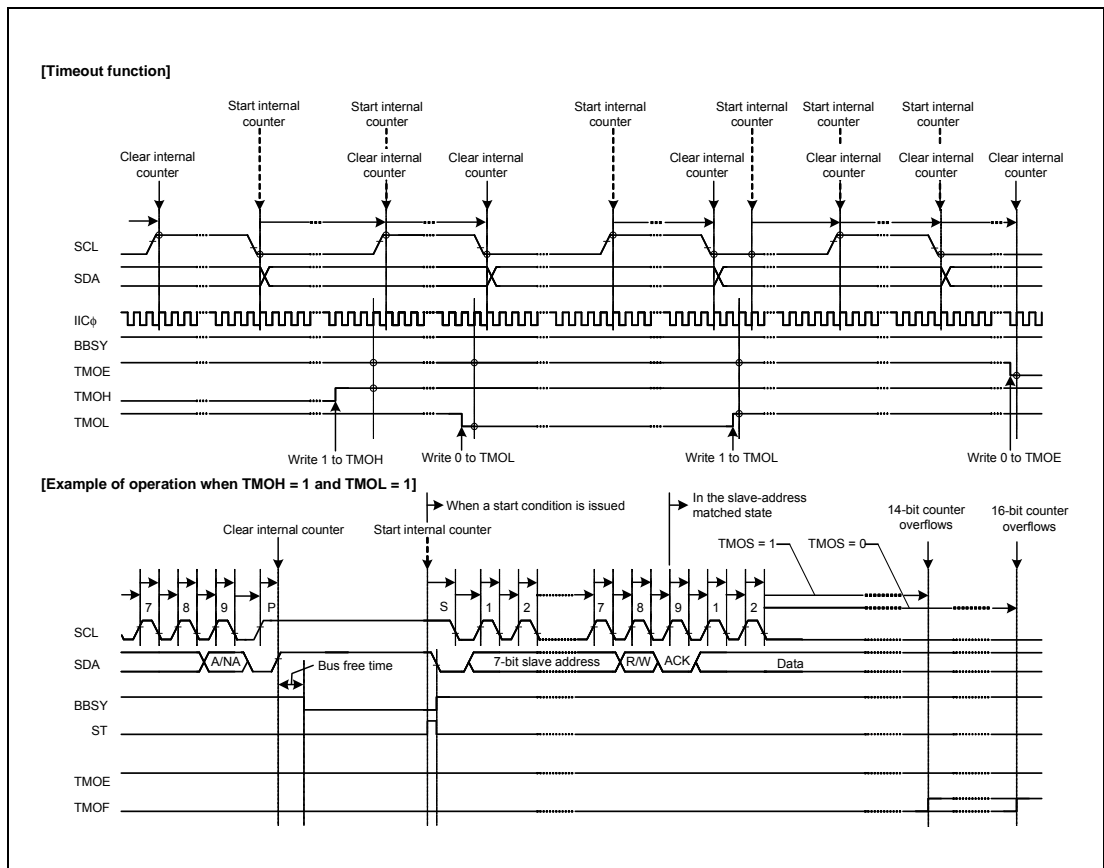 [Timeout function]
Start internal counter
Start internal counter
Start internal counter
Start internal counter
Start internal counter
Start internal counter
Clear internal counter
Clear internal counter
Clear internal counter
Clear internal counter
Clear internal counter
Clear internal counter
Clear internal counter
SCL
SDA
IICϕ
BBSY
TMOE
TMOH
TMOL
Write 1 to TMOH
Write 0 to TMOL
Write 1 to TMOL
Write 0 to TMOE
[Example of operation when TMOH = 1 and TMOL = 1]
When a start condition is issued
In the slave-address matched state
14-bit counter overflows
16-bit counter overflows
Clear internal counter
Start internal counter
TMOS = 1
TMOS = 0
7 8 9 P S 1 2 7 8 9 1 2
SCL
SDA
A/NA
Bus free time
7-bit slave address
R/W
ACK
Data
BBSY
ST
TMOE
TMOF